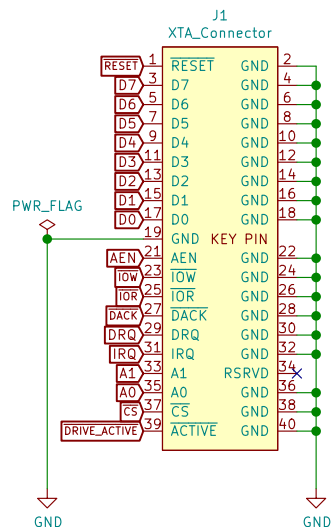 J1
XTA_Connector
RESET 1 RESET GND 2
D7 3 D7 GND 4
D6 5 D6 GND 6
D5 7 D5 GND 8
D4 9 D4 GND 10
D3 11 D3 GND 12
D2 13 D2 GND 14
D1 15 D1 GND 16
D0 17 D0 GND 18
PWR_FLAG
19 GND KEY PIN
AEN 21 AEN GND 22
IOW 23 IOW GND 24
IOR 25 IOR GND 26
DACK 27 DACK GND 28
DRQ 29 DRQ GND 30
IRQ 31 IRQ GND 32
A1 33 A1 RSRVD 34
A0 35 A0 GND 36
CS 37 CS GND 38
DRIVE_ACTIVE 39 ACTIVE GND 40
GND GND